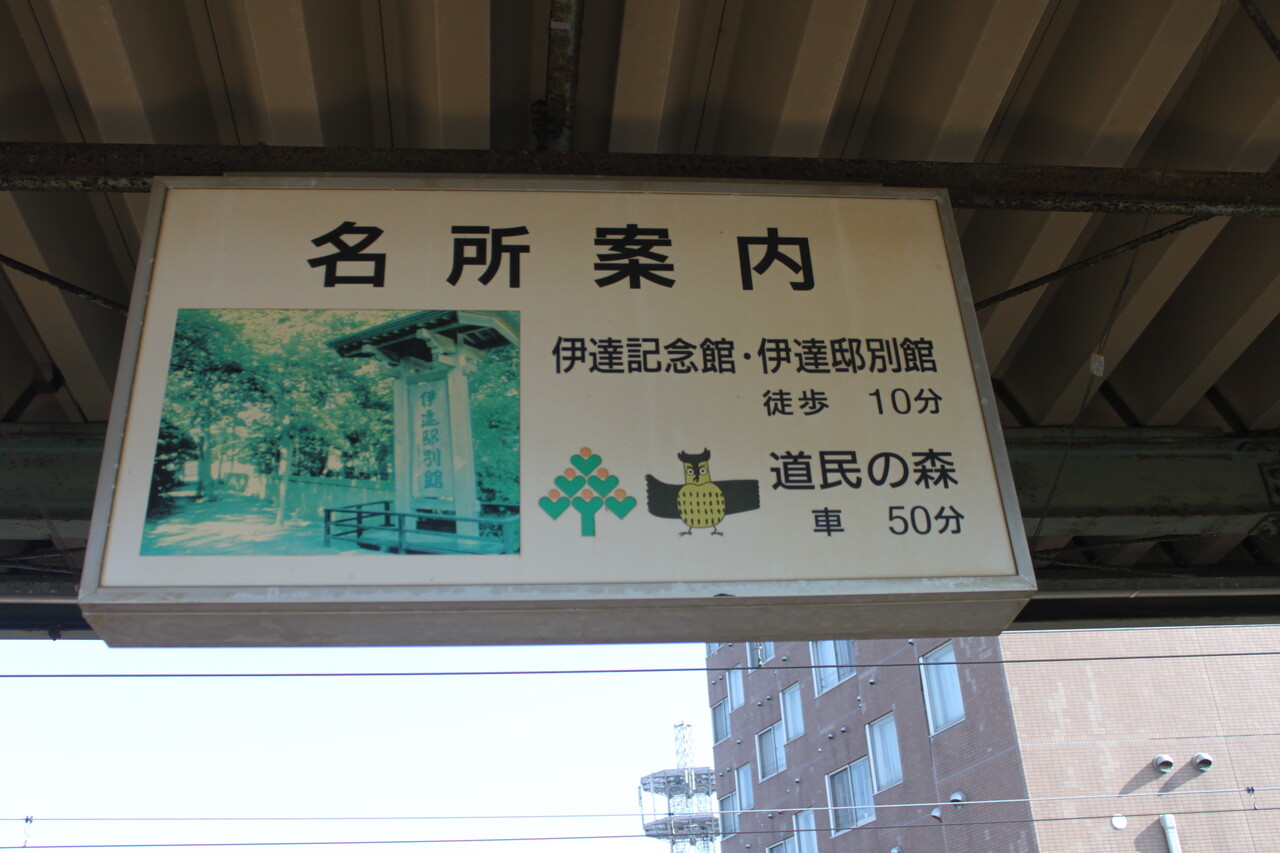 名所案内
伊達邸別館
伊達記念館・伊達邸別館
徒歩 10分
道民の森
車 50分